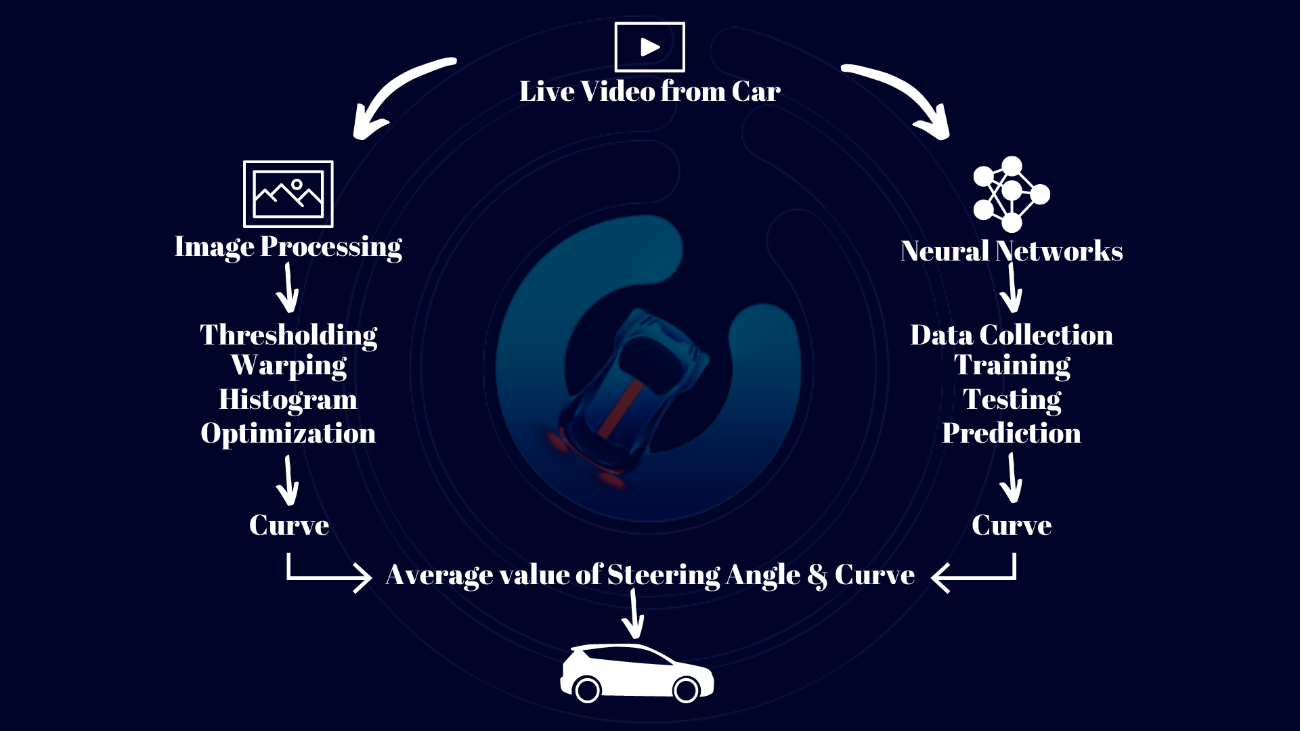 Live Video from Car
Image Processing
Neural Networks
Thresholding
Warping
Histogram
Optimization
Data Collection
Training
Testing
Prediction
Curve
Curve
Average value of Steering Angle & Curve